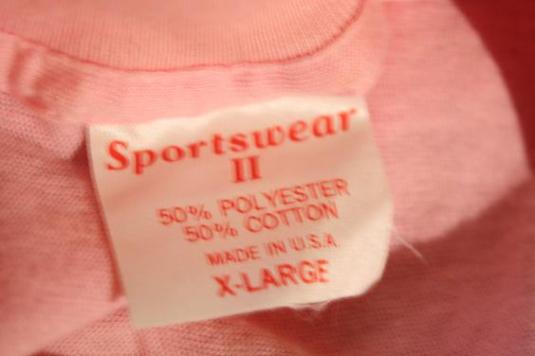 Sportswear
II
50% POLYESTER
50% COTTON
MADE IN U.S.A.
X-LARGE